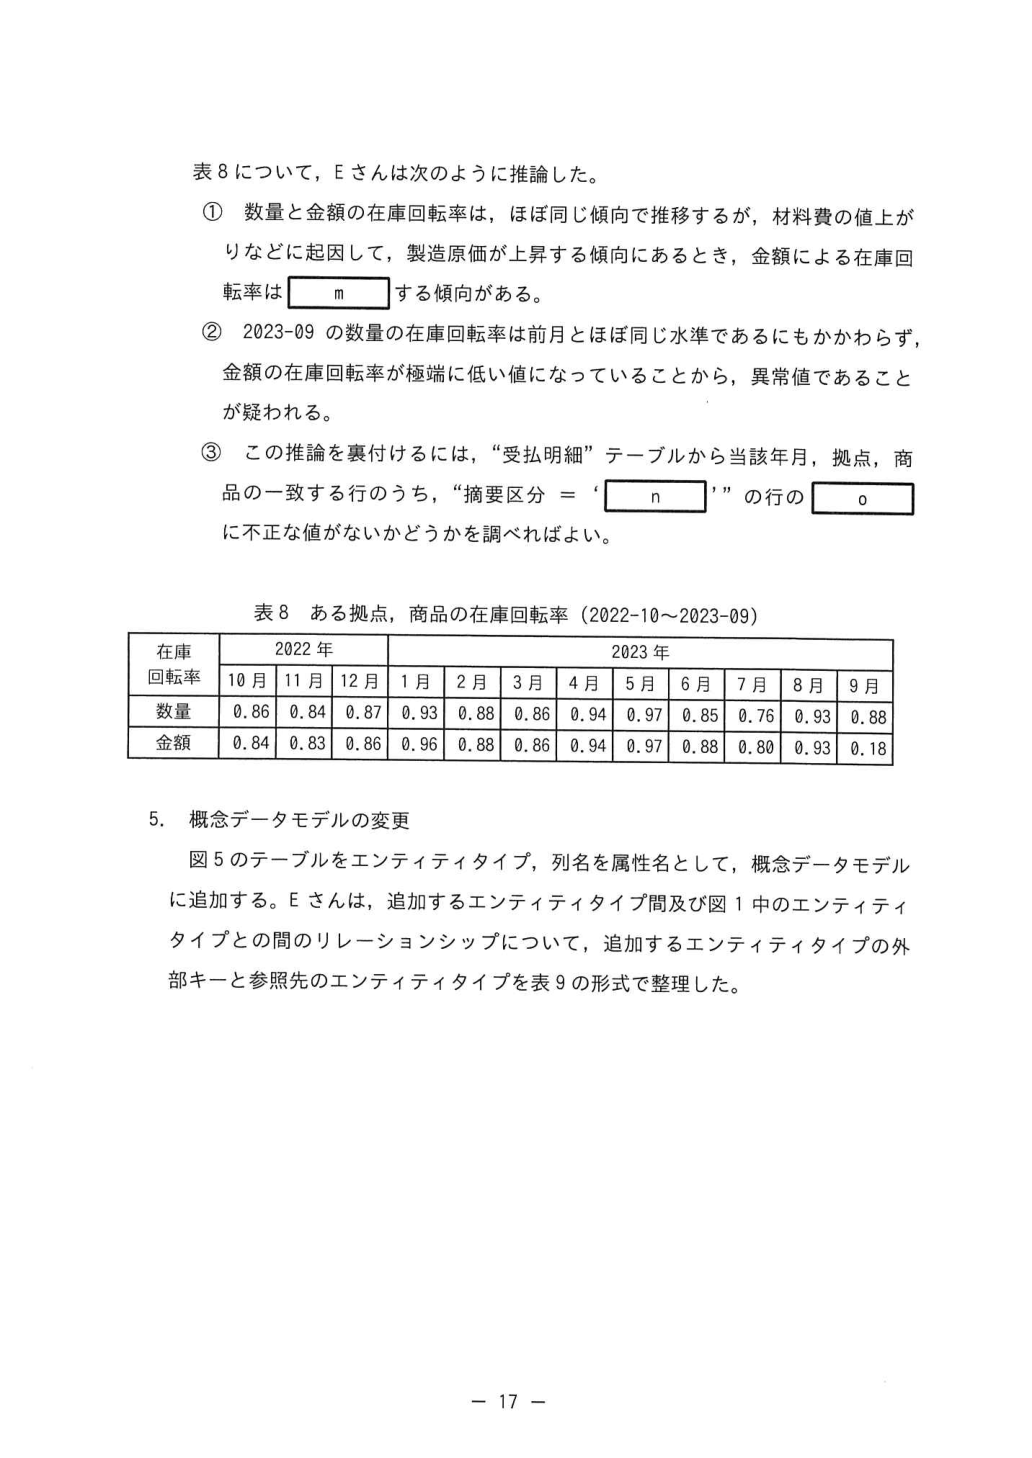 表8について，Eさんは次のように推論した。
① 数量と金額の在庫回転率は，ほぼ同じ傾向で推移するが，材料費の値上が
りなどに起因して，製造原価が上昇する傾向にあるとき，金額による在庫回
転率は m する傾向がある。
② 2023-09 の数量の在庫回転率は前月とほぼ同じ水準であるにもかかわらず，
金額の在庫回転率が極端に低い値になっていることから，異常値であること
が疑われる。
③ この推論を裏付けるには，“受払明細”テーブルから当該年月，拠点，商
品の一致する行のうち，“摘要区分 ＝ ‘ n ’”の行の o
に不正な値がないかどうかを調べればよい。
表8 ある拠点，商品の在庫回転率（2022-10～2023-09）
在庫回転率 2022年 2023年
10月 11月 12月 1月 2月 3月 4月 5月 6月 7月 8月 9月
数量 0.86 0.84 0.87 0.93 0.88 0.86 0.94 0.97 0.85 0.76 0.93 0.88
金額 0.84 0.83 0.86 0.96 0.88 0.86 0.94 0.97 0.88 0.80 0.93 0.18
5. 概念データモデルの変更
図5のテーブルをエンティティタイプ，列名を属性名として，概念データモデル
に追加する。Eさんは，追加するエンティティタイプ間及び図1中のエンティティ
タイプとの間のリレーションシップについて，追加するエンティティタイプの外
部キーと参照先のエンティティタイプを表9の形式で整理した。
－ 17 －